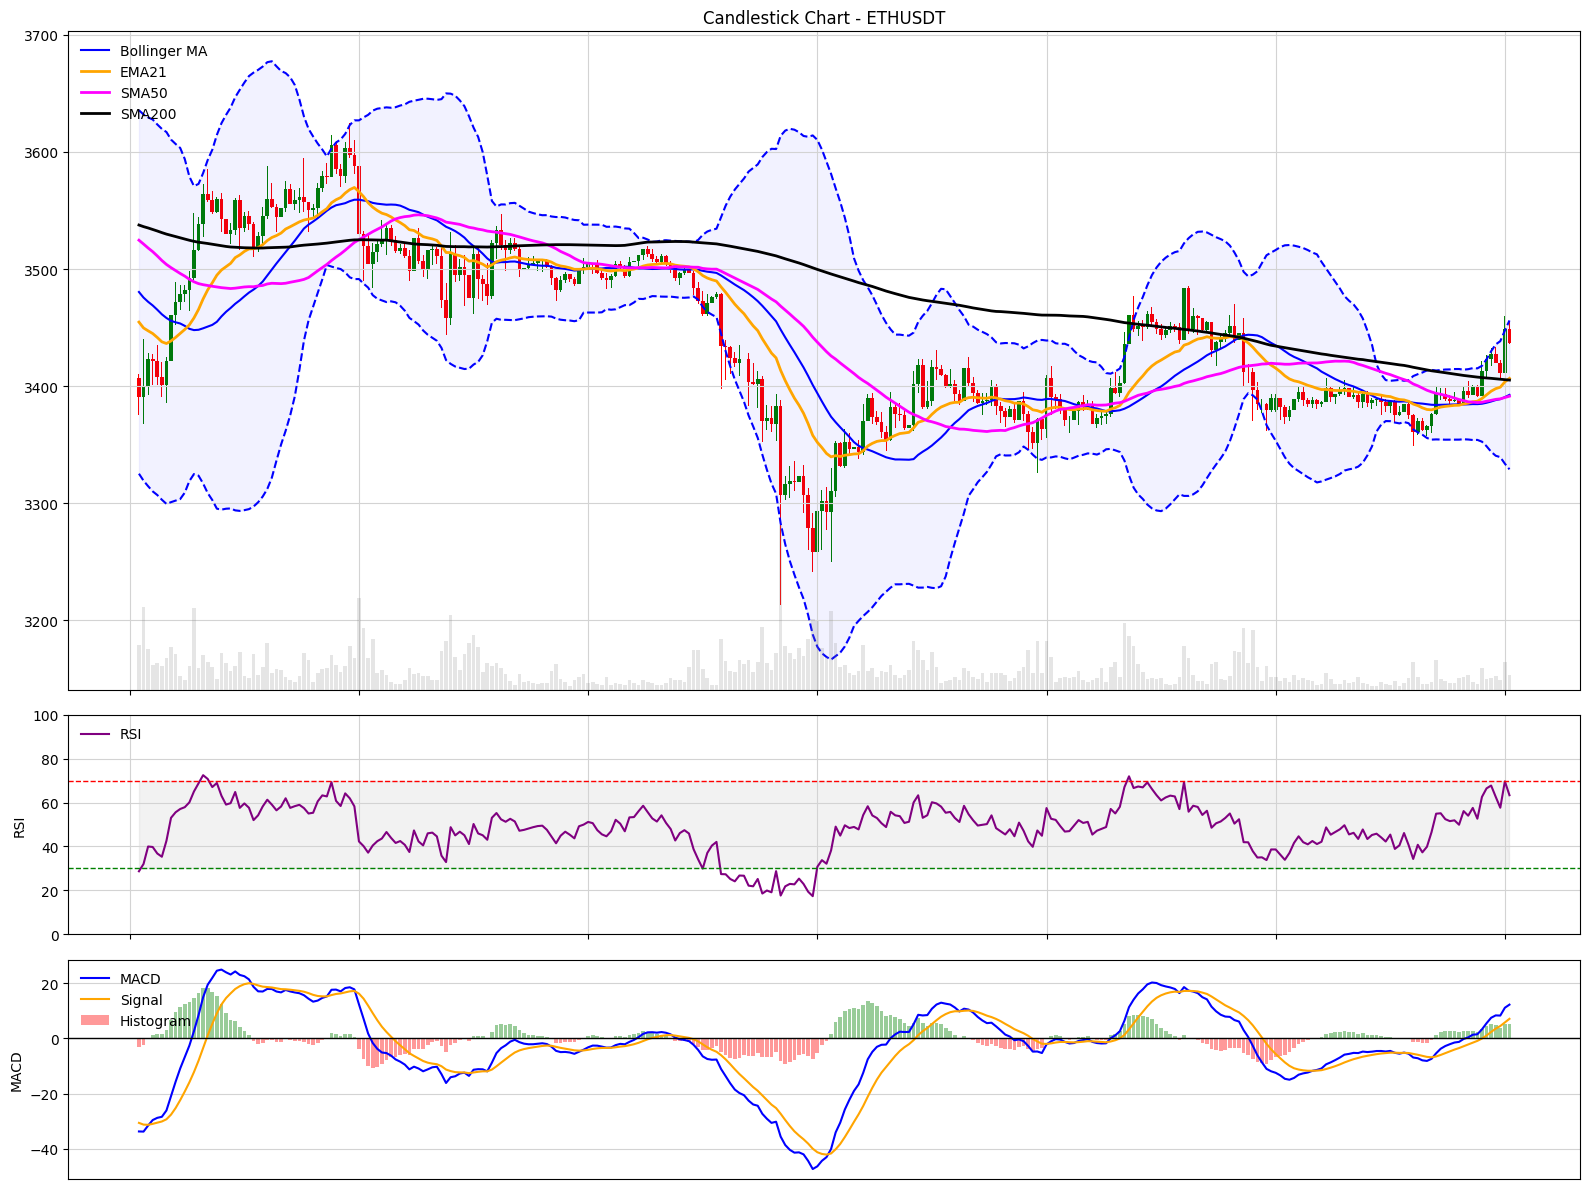 Candlestick Chart - ETHUSDT
3700
3600
3500
3400
3300
3200
Bollinger MA
EMA21
SMA50
SMA200
100
80
60
40
20
0
RSI
RSI
20
0
−20
−40
MACD
MACD
Signal
Histogram